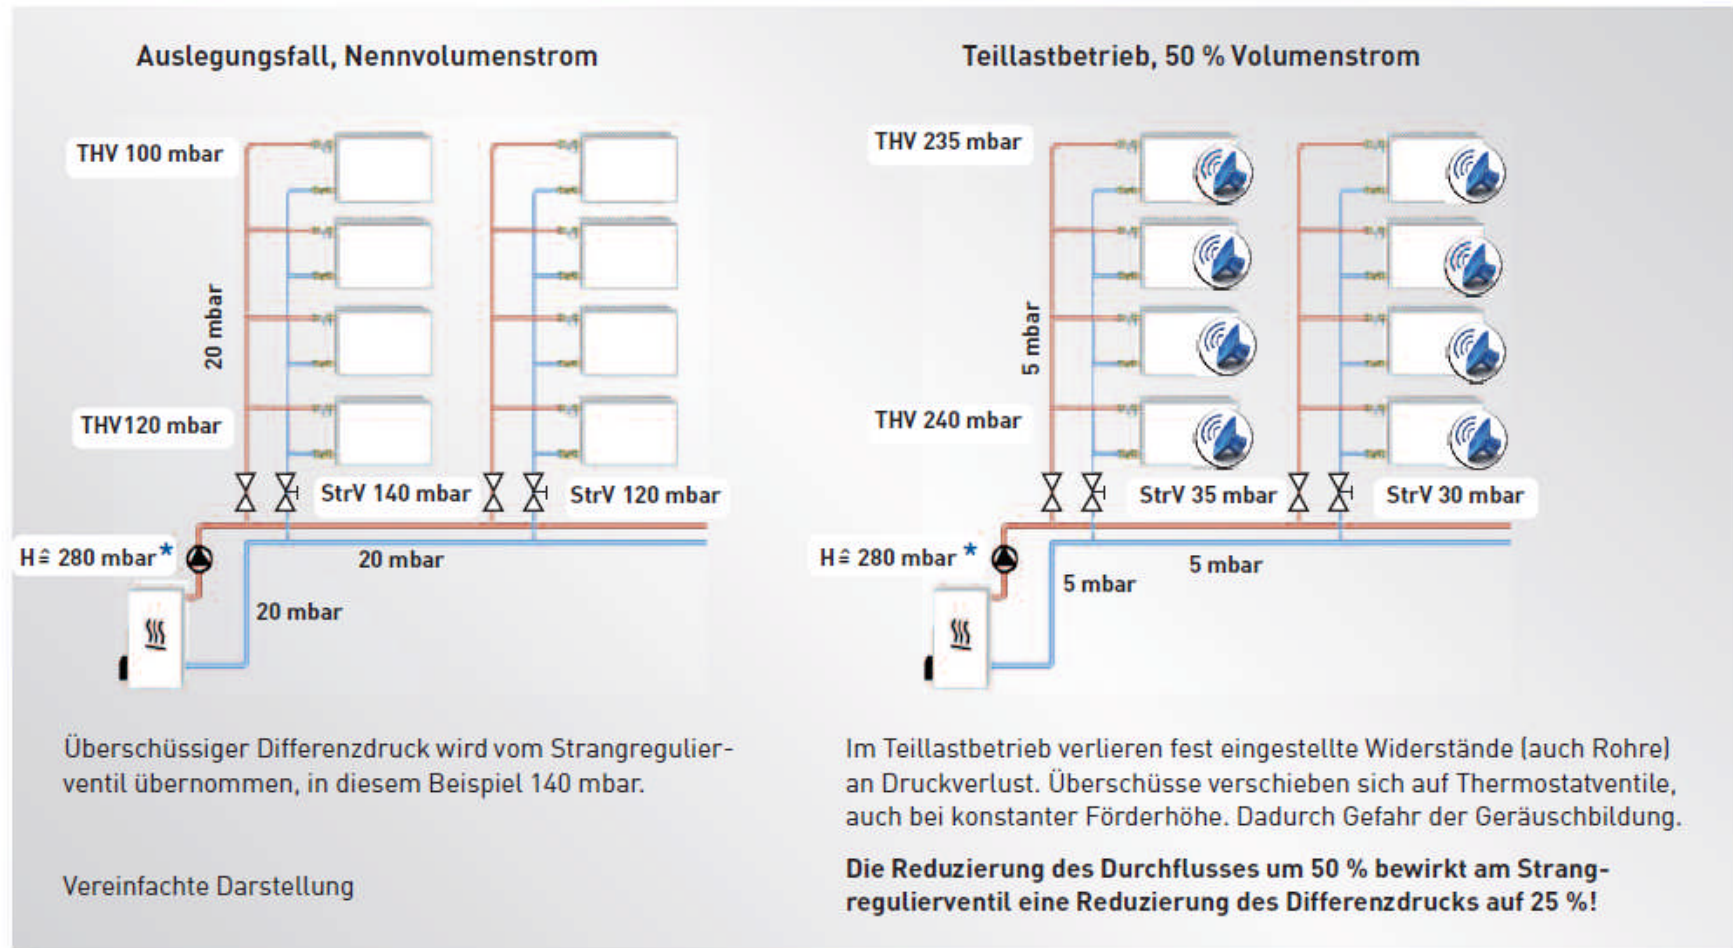 Auslegungsfall, Nennvolumenstrom
THV 100 mbar
20 mbar
THV120 mbar
StrV 140 mbar
StrV 120 mbar
H≙ 280 mbar*
20 mbar
20 mbar
Überschüssiger Differenzdruck wird vom Strangregulier-
ventil übernommen, in diesem Beispiel 140 mbar.
Vereinfachte Darstellung
Teillastbetrieb, 50 % Volumenstrom
THV 235 mbar
5 mbar
THV 240 mbar
StrV 35 mbar
StrV 30 mbar
H≙ 280 mbar *
5 mbar
5 mbar
Im Teillastbetrieb verlieren fest eingestellte Widerstände (auch Rohre)
an Druckverlust. Überschüsse verschieben sich auf Thermostatventile,
auch bei konstanter Förderhöhe. Dadurch Gefahr der Geräuschbildung.
Die Reduzierung des Durchflusses um 50 % bewirkt am Strang-
regulierventil eine Reduzierung des Differenzdrucks auf 25 %!